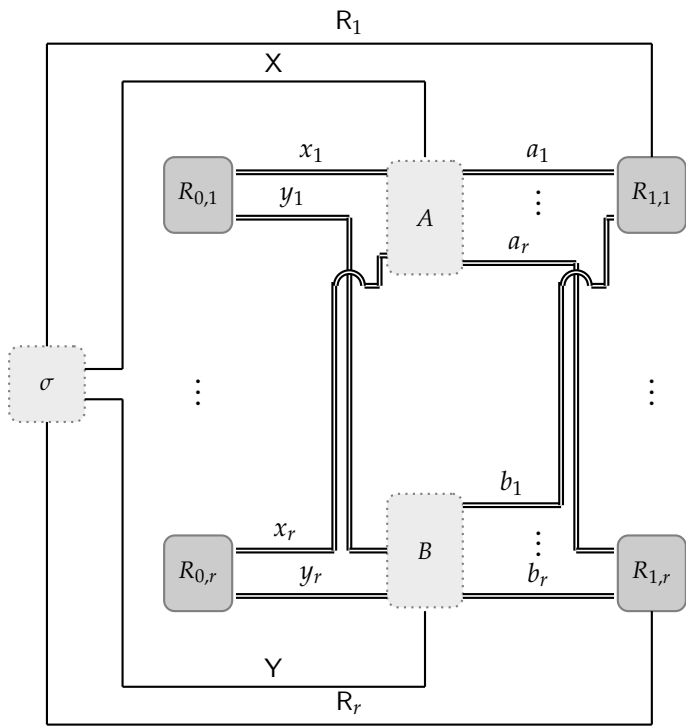 R₁
X
x₁
a₁
R₀,₁
y₁
⋮
R₁,₁
A
aᵣ
σ
⋮
⋮
b₁
xᵣ
B
⋮
R₀,ᵣ
yᵣ
bᵣ
R₁,ᵣ
Y
Rᵣ